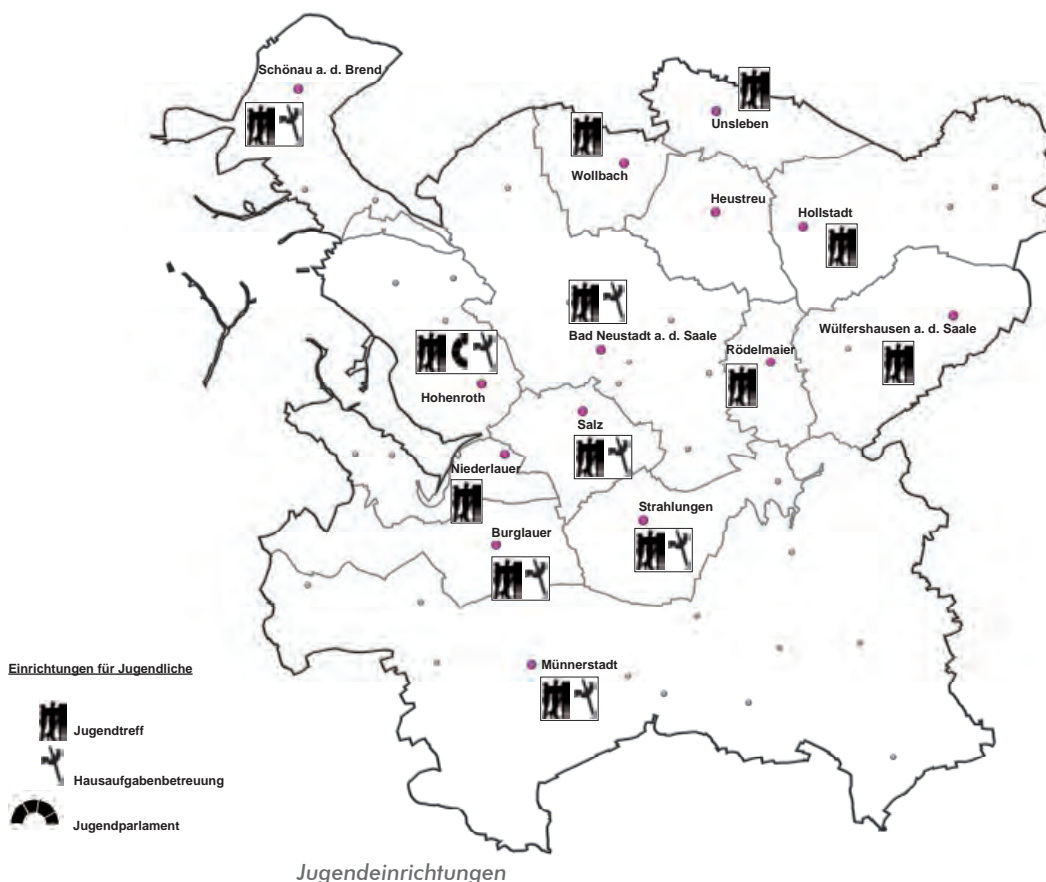 Schönau a. d. Brend
Unsleben
Wollbach
Heustreu
Hollstadt
Wülfershausen a. d. Saale
Bad Neustadt a. d. Saale
Rödelmaier
Hohenroth
Salz
Niederlauer
Strahlungen
Burglauer
Münnerstadt
Einrichtungen für Jugendliche
Jugendtreff
Hausaufgabenbetreuung
Jugendparlament
Jugendeinrichtungen